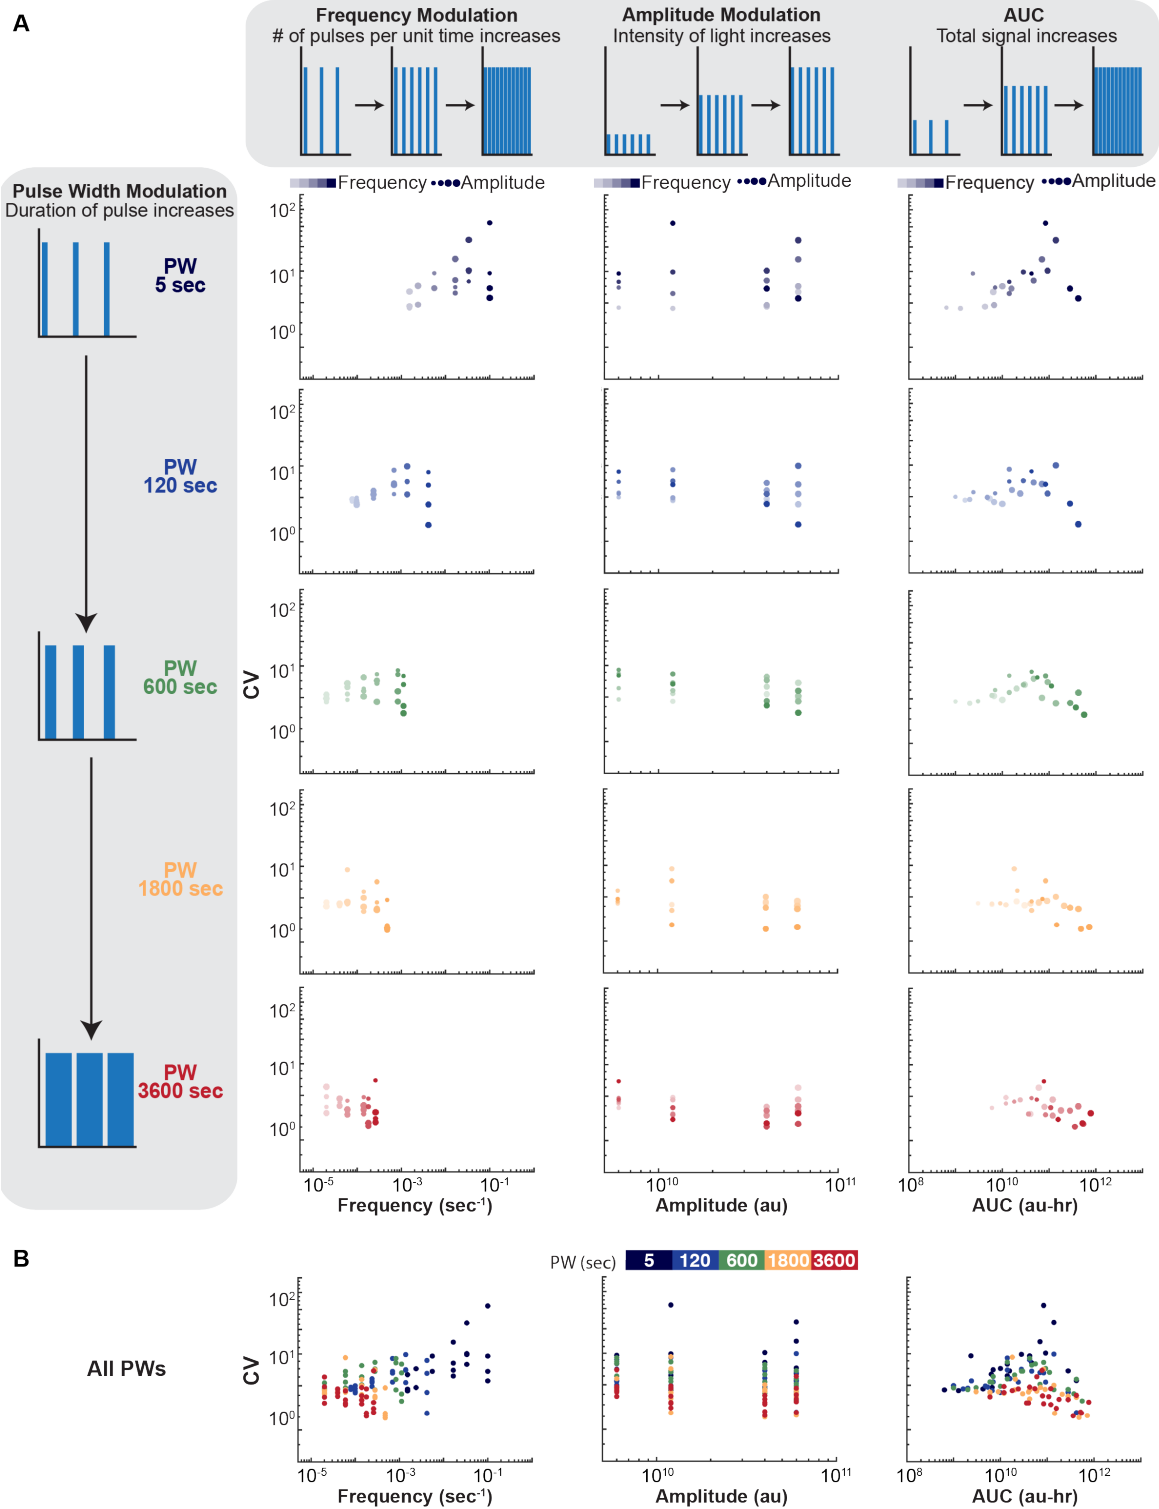 A
Frequency Modulation
# of pulses per unit time increases
Amplitude Modulation
Intensity of light increases
AUC
Total signal increases
Pulse Width Modulation
Duration of pulse increases
Frequency Amplitude
Frequency Amplitude
Frequency Amplitude
PW
5 sec
10²
10¹
10⁰
PW
120 sec
10²
10¹
10⁰
PW
600 sec
CV
10²
10¹
10⁰
PW
1800 sec
10²
10¹
10⁰
PW
3600 sec
10²
10¹
10⁰
10⁻⁵ 10⁻³ 10⁻¹
Frequency (sec⁻¹)
10¹⁰ 10¹¹
Amplitude (au)
10⁸ 10¹⁰ 10¹²
AUC (au-hr)
B
PW (sec) 5 120 600 1800 3600
All PWs
CV
10²
10¹
10⁰
10⁻⁵ 10⁻³ 10⁻¹
Frequency (sec⁻¹)
10¹⁰ 10¹¹
Amplitude (au)
10⁸ 10¹⁰ 10¹²
AUC (au-hr)